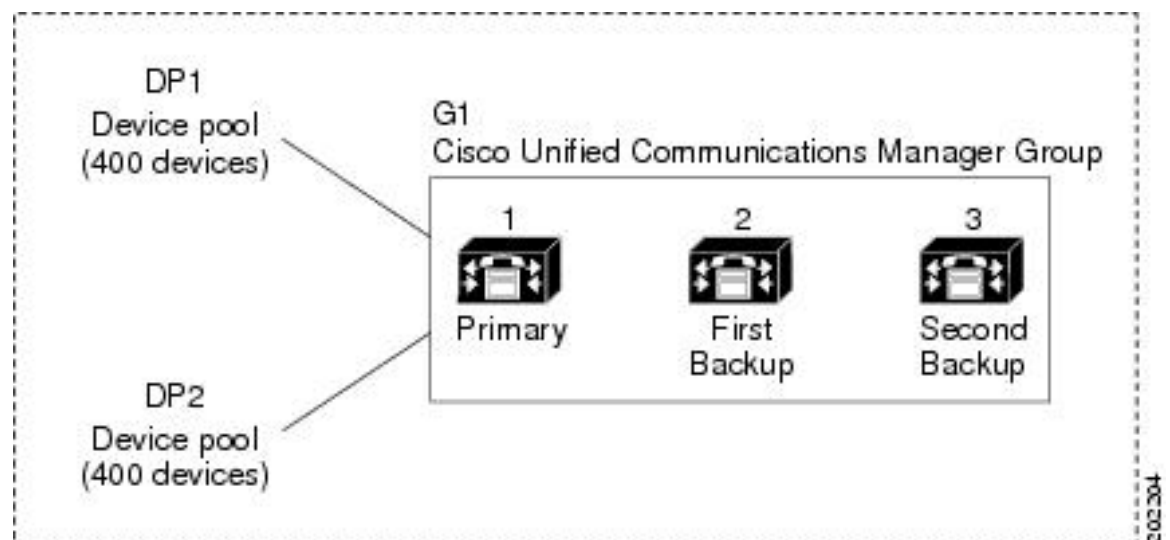 DP1
Device pool
(400 devices)
G1
Cisco Unified Communications Manager Group
1
2
3
Primary
First
Backup
Second
Backup
DP2
Device pool
(400 devices)
202204